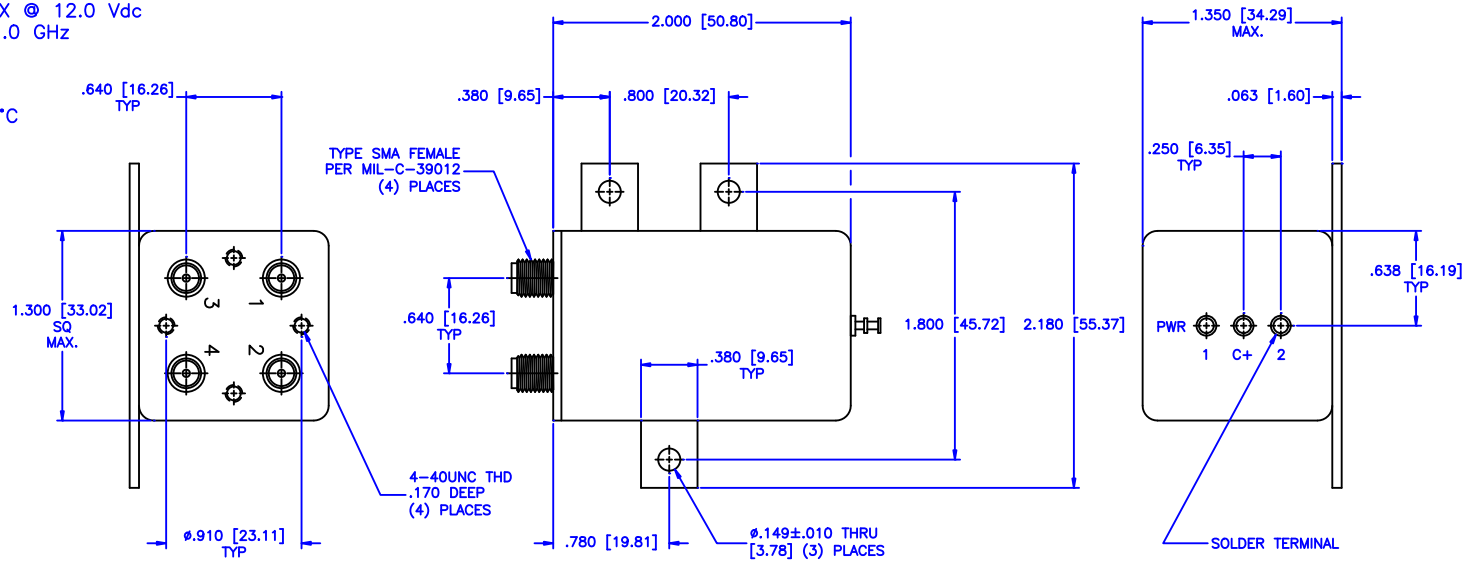 X @ 12.0 Vdc
.0 GHz
°C
.640 [16.26]
TYP
1.300 [33.02]
SQ
MAX.
3
1
4
2
ø.910 [23.11]
TYP
4-40UNC THD
.170 DEEP
(4) PLACES
2.000 [50.80]
.380 [9.65]
.800 [20.32]
TYPE SMA FEMALE
PER MIL-C-39012
(4) PLACES
.640 [16.26]
TYP
1.800 [45.72]
2.180 [55.37]
.380 [9.65]
TYP
.780 [19.81]
ø.149±.010 THRU
[3.78] (3) PLACES
1.350 [34.29]
MAX.
.063 [1.60]
.250 [6.35]
TYP
.638 [16.19]
TYP
PWR
1 C+ 2
SOLDER TERMINAL